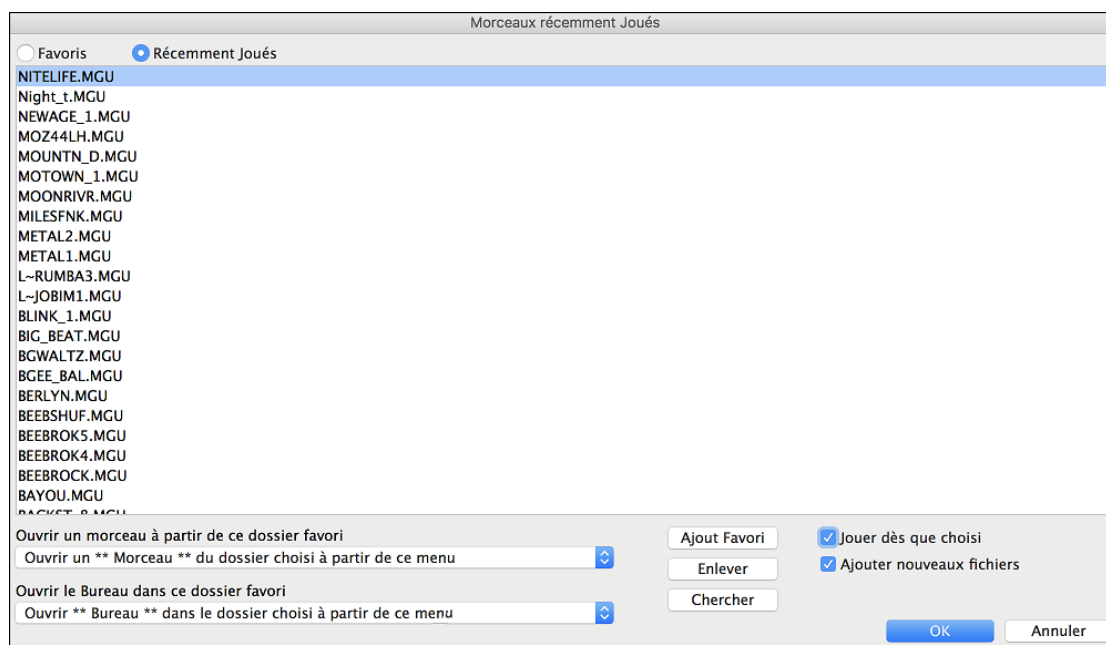 Morceaux récemment Joués
Favoris Récemment Joués
NITELIFE.MGU
Night_t.MGU
NEWAGE_1.MGU
MOZ44LH.MGU
MOUNTN_D.MGU
MOTOWN_1.MGU
MOONRIVR.MGU
MILESFNK.MGU
METAL2.MGU
METAL1.MGU
L~RUMBA3.MGU
L~JOBIM1.MGU
BLINK_1.MGU
BIG_BEAT.MGU
BGWALTZ.MGU
BGEE_BAL.MGU
BERLYN.MGU
BEEBSHUF.MGU
BEEBROK5.MGU
BEEBROK4.MGU
BEEBROCK.MGU
BAYOU.MGU
Ouvrir un morceau à partir de ce dossier favori
Ouvrir un ** Morceau ** du dossier choisi à partir de ce menu
Ouvrir le Bureau dans ce dossier favori
Ouvrir ** Bureau ** dans le dossier choisi à partir de ce menu
Ajout Favori
Enlever
Chercher
Jouer dès que choisi
Ajouter nouveaux fichiers
OK Annuler